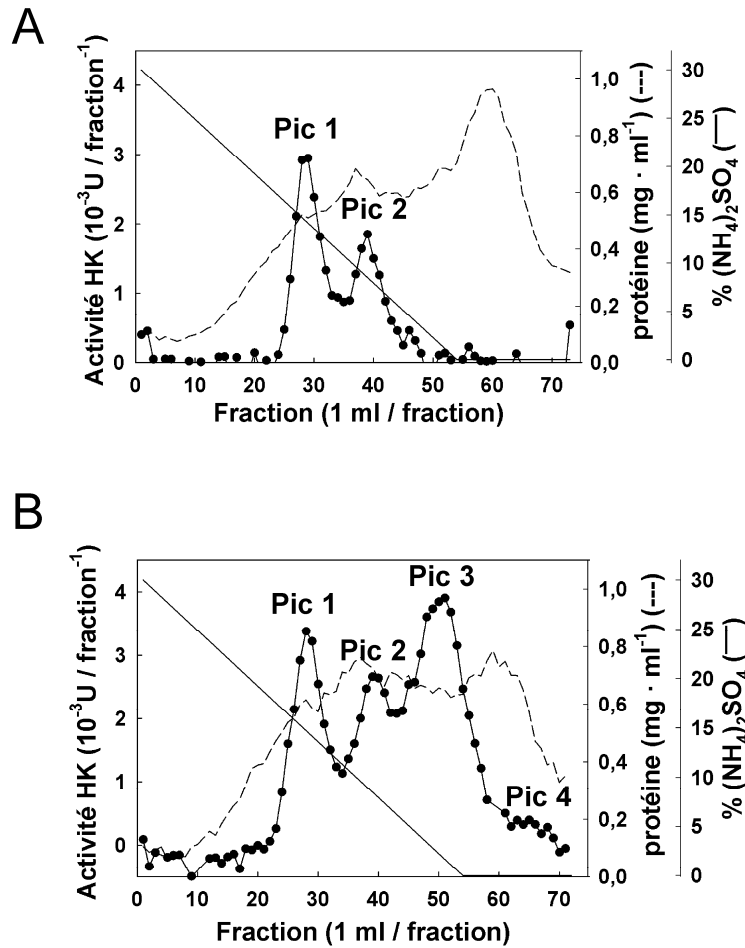 A
Activité HK (10⁻³U / fraction⁻¹)
4
3
2
1
0
Pic 1
Pic 2
1,0
0,8
0,6
0,4
0,2
0,0
protéine (mg · ml⁻¹) (---)
30
25
20
15
10
5
0
% (NH₄)₂SO₄ (__)
0 10 20 30 40 50 60 70
Fraction (1 ml / fraction)
B
Activité HK (10⁻³U / fraction⁻¹)
4
3
2
1
0
Pic 1
Pic 2
Pic 3
Pic 4
1,0
0,8
0,6
0,4
0,2
0,0
protéine (mg · ml⁻¹) (---)
30
25
20
15
10
5
0
% (NH₄)₂SO₄ (__)
0 10 20 30 40 50 60 70
Fraction (1 ml / fraction)